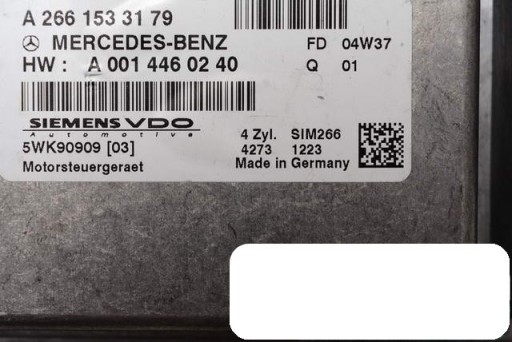 A 266 153 31 79
MERCEDES-BENZ FD 04W37
HW : A 001 446 02 40 Q 01
SIEMENS VDO
Automotive
5WK90909 [03] 4 Zyl. SIM266
4273 1223
Motorsteuergeraet Made in Germany